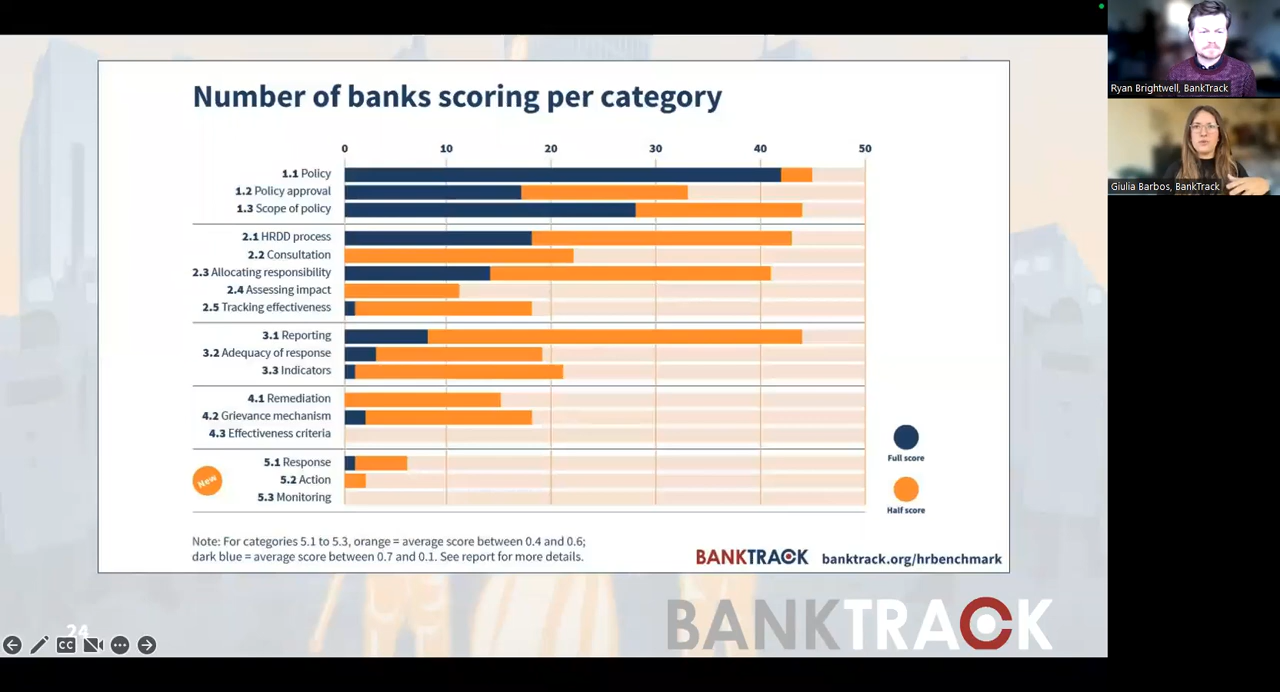 Number of banks scoring per category
0 10 20 30 40 50
1.1 Policy
1.2 Policy approval
1.3 Scope of policy
2.1 HRDD process
2.2 Consultation
2.3 Allocating responsibility
2.4 Assessing impact
2.5 Tracking effectiveness
3.1 Reporting
3.2 Adequacy of response
3.3 Indicators
4.1 Remediation
4.2 Grievance mechanism
4.3 Effectiveness criteria
5.1 Response
New
5.2 Action
5.3 Monitoring
Full score
Half score
Note: For categories 5.1 to 5.3, orange = average score between 0.4 and 0.6;
dark blue = average score between 0.7 and 0.1. See report for more details.
BANKTRACK banktrack.org/hrbenchmark
BANKTRACK
24
CC
Ryan Brightwell, BankTrack
Giulia Barbos, BankTrack